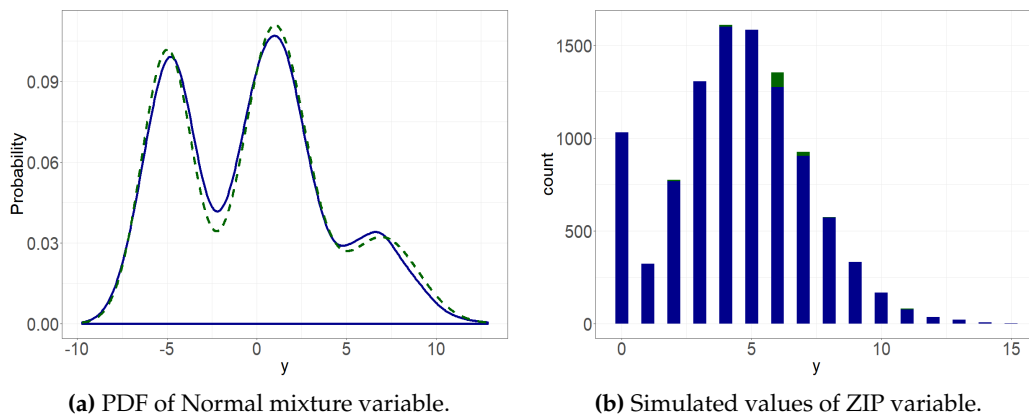 0.09
0.06
0.03
0.00
Probability
-10
-5
0
5
10
y
1500
1000
500
0
count
0
5
10
15
y
(a) PDF of Normal mixture variable.
(b) Simulated values of ZIP variable.